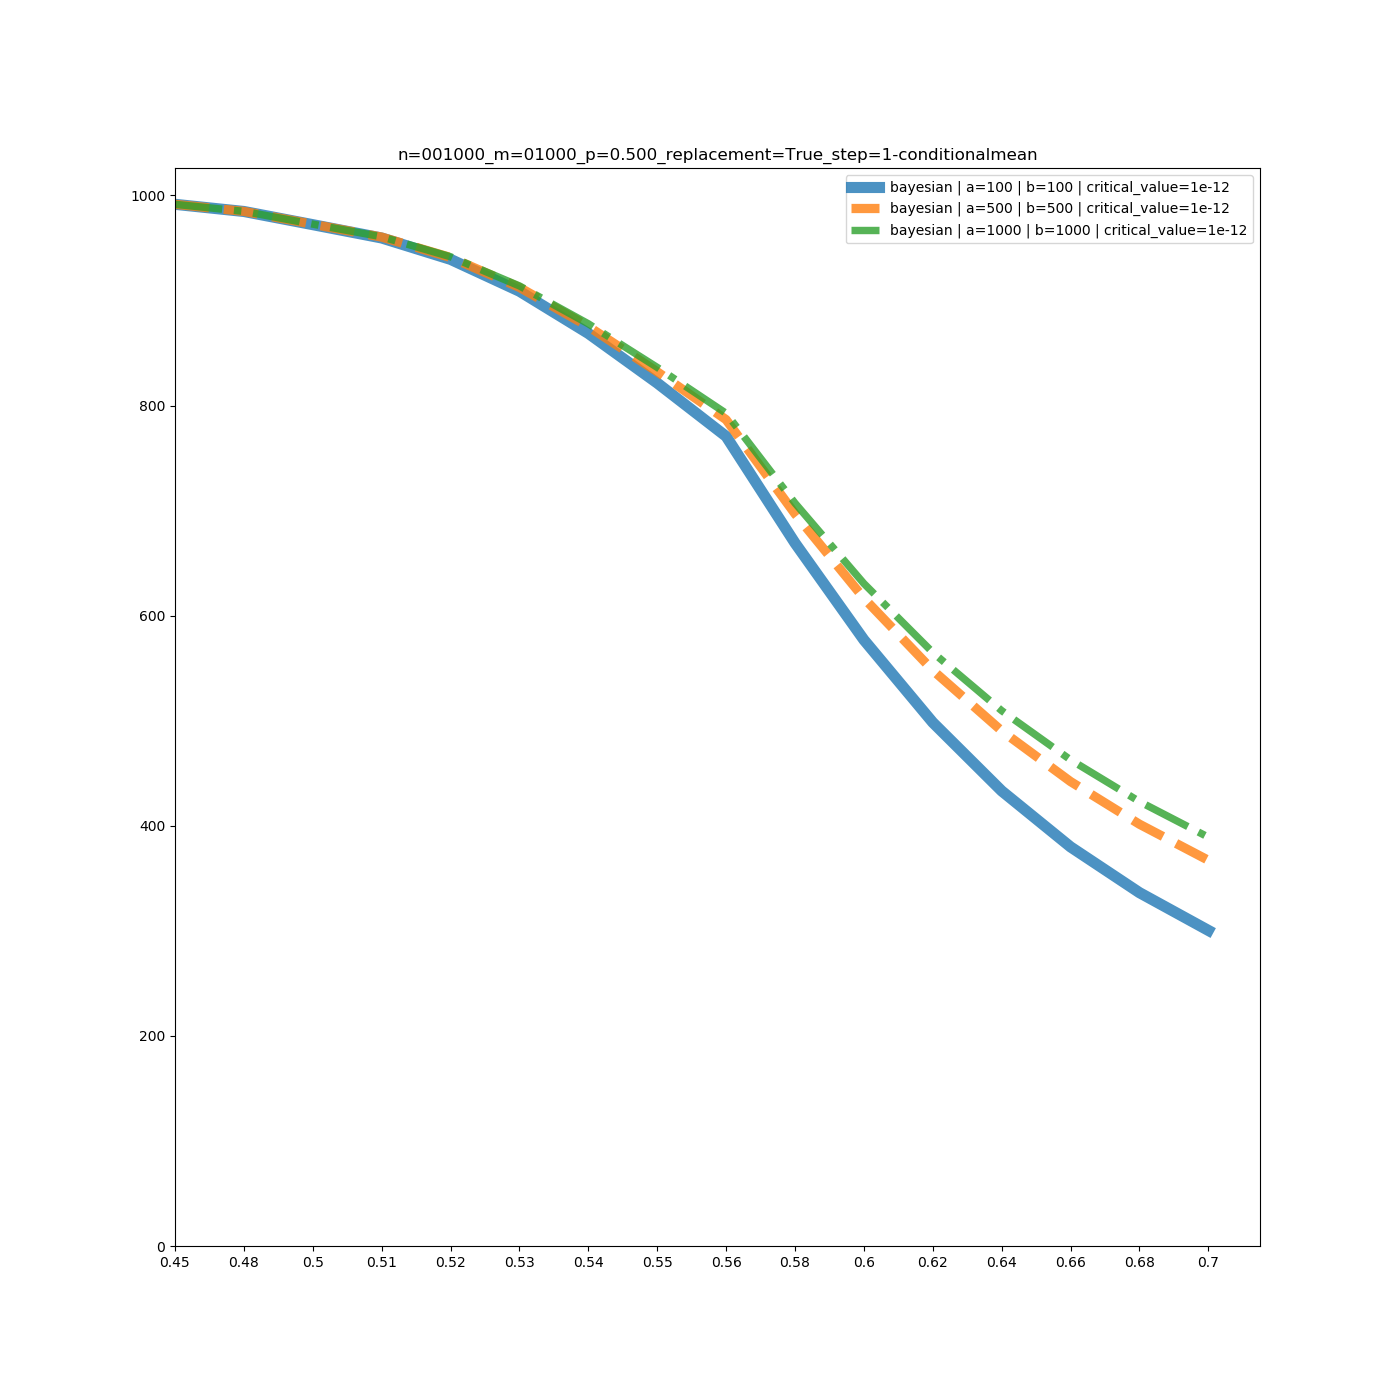 n=001000_m=01000_p=0.500_replacement=True_step=1-conditionalmean
bayesian | a=100 | b=100 | critical_value=1e-12
bayesian | a=500 | b=500 | critical_value=1e-12
bayesian | a=1000 | b=1000 | critical_value=1e-12
1000
800
600
400
200
0
0.45 0.48 0.5 0.51 0.52 0.53 0.54 0.55 0.56 0.58 0.6 0.62 0.64 0.66 0.68 0.7